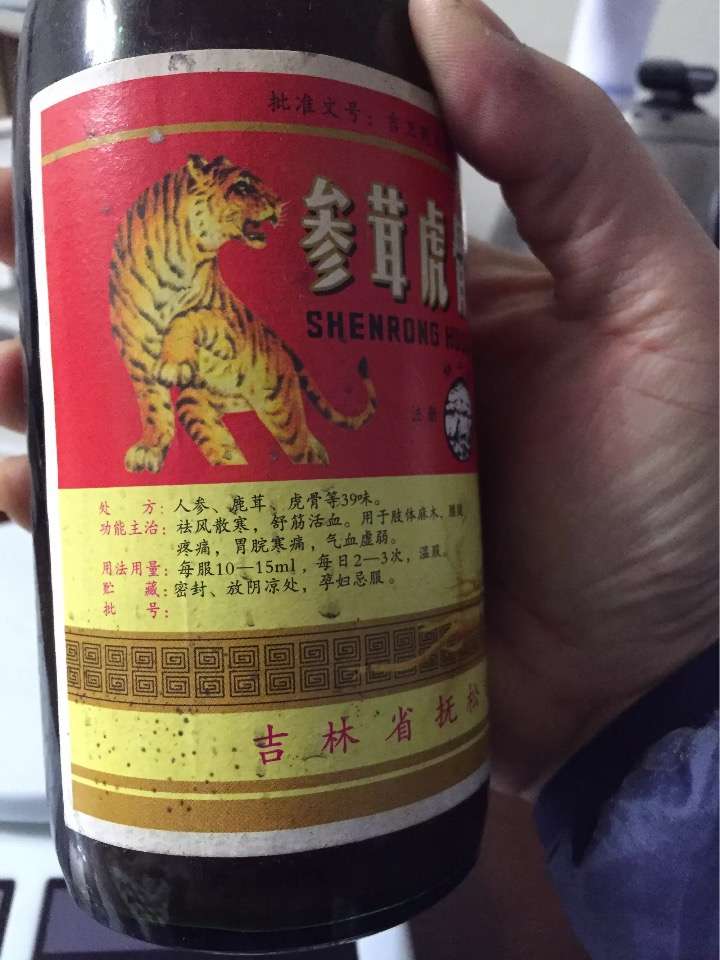 批准文号：吉卫
参茸虎
SHENRONG
处　　方：人参、鹿茸、虎骨等39味。
功能主治：祛风散寒，舒筋活血。用于肢体麻木、腰腿
疼痛，胃脘寒痛，气血虚弱。
用法用量：每服10—15ml，每日2—3次，温服。
贮　　藏：密封、放阴凉处，孕妇忌服。
批　　号：
吉林省抚松